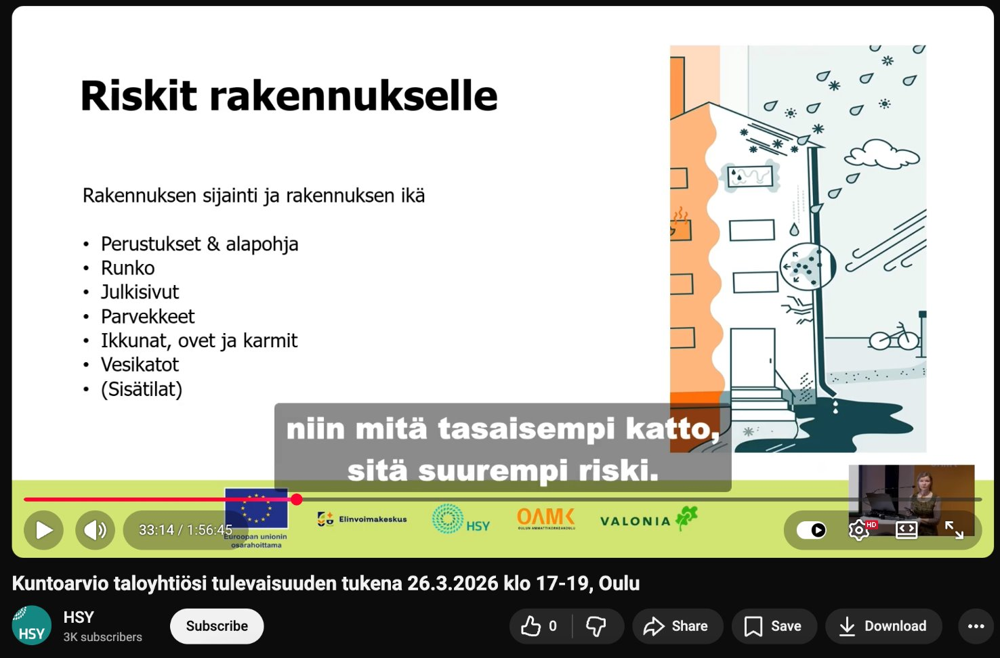 Riskit rakennukselle
Rakennuksen sijainti ja rakennuksen ikä
• Perustukset & alapohja
• Runko
• Julkisivut
• Parvekkeet
• Ikkunat, ovet ja karmit
• Vesikatot
• (Sisätilat)
niin mitä tasaisempi katto,
sitä suurempi riski.
33:14 / 1:56:45
Euroopan unionin
osarahoittama
Elinvoimakeskus
HSY
OAMK
OULUN AMMATTIKORKEAKOULU
VALONIA
HD
Kuntoarvio taloyhtiösi tulevaisuuden tukena 26.3.2026 klo 17-19, Oulu
HSY
HSY
3K subscribers
Subscribe
0
Share
Save
Download